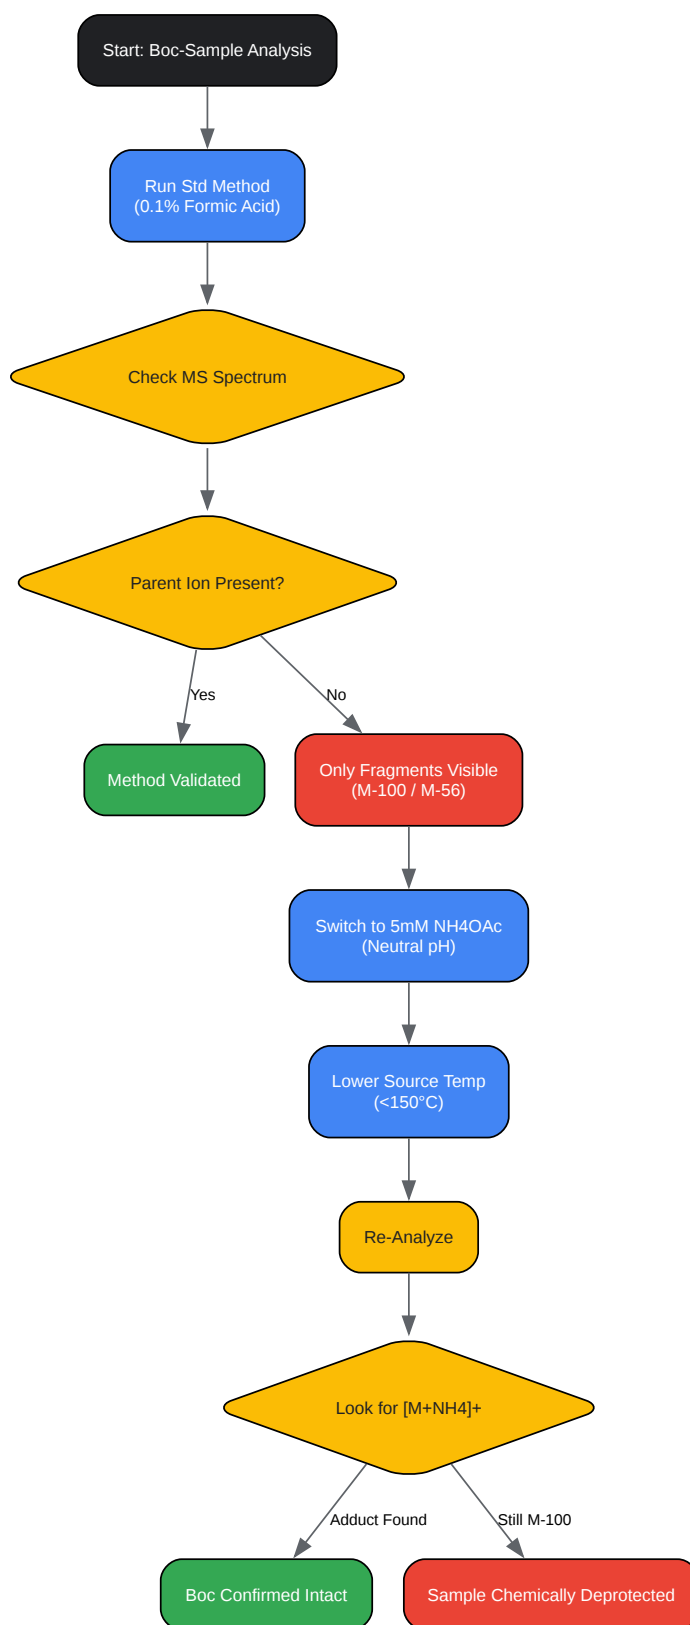 Start: Boc-Sample Analysis
Run Std Method
(0.1% Formic Acid)
Check MS Spectrum
Parent Ion Present?
Yes
No
Method Validated
Only Fragments Visible
(M-100 / M-56)
Switch to 5mM NH4OAc
(Neutral pH)
Lower Source Temp
(<150°C)
Re-Analyze
Look for [M+NH4]+
Adduct Found
Still M-100
Boc Confirmed Intact
Sample Chemically Deprotected